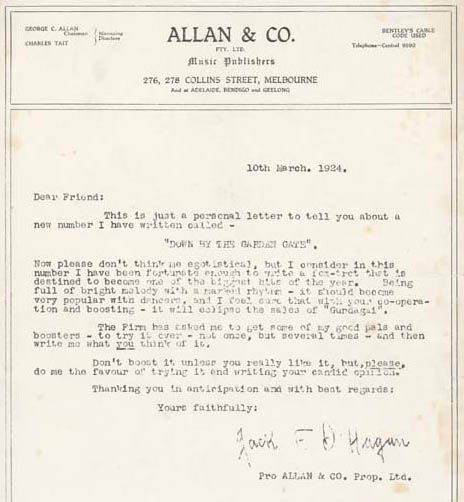 GEORGE C. ALLAN
Chairman
CHARLES TAIT
Managing
Directors
ALLAN & CO.
PTY. LTD.
Music Publishers
276, 278 COLLINS STREET, MELBOURNE
And at ADELAIDE, BENDIGO and GEELONG
BENTLEY'S CABLE
CODE USED
Telephone-Central 9592
10th March. 1924.
Dear Friend:
This is just a personal letter to tell you about a
new number I have written called -
"DOWN BY THE GARDEN GATE".
Now please don't think me egotistical, but I consider in this
number I have been fortunate enough to write a fox-trot that is
destined to become one of the biggest hits of the year. Being
full of bright melody with a marked rhythm - it should become
very popular with dancers, and I feel sure that with your co-opera-
tion and boosting - it will eclipse the sales of "Gundagai".
The Firm has asked me to get some of my good pals and
boosters - to try it over - not once, but several times - and then
write me what you think of it.
Don't boost it unless you really like it, but, please,
do me the favour of trying it and writing your candid opinion.
Thanking you in anticipation and with best regards:
Yours faithfully:
Jack F O'Hagan
Pro ALLAN & CO. Prop. Ltd.